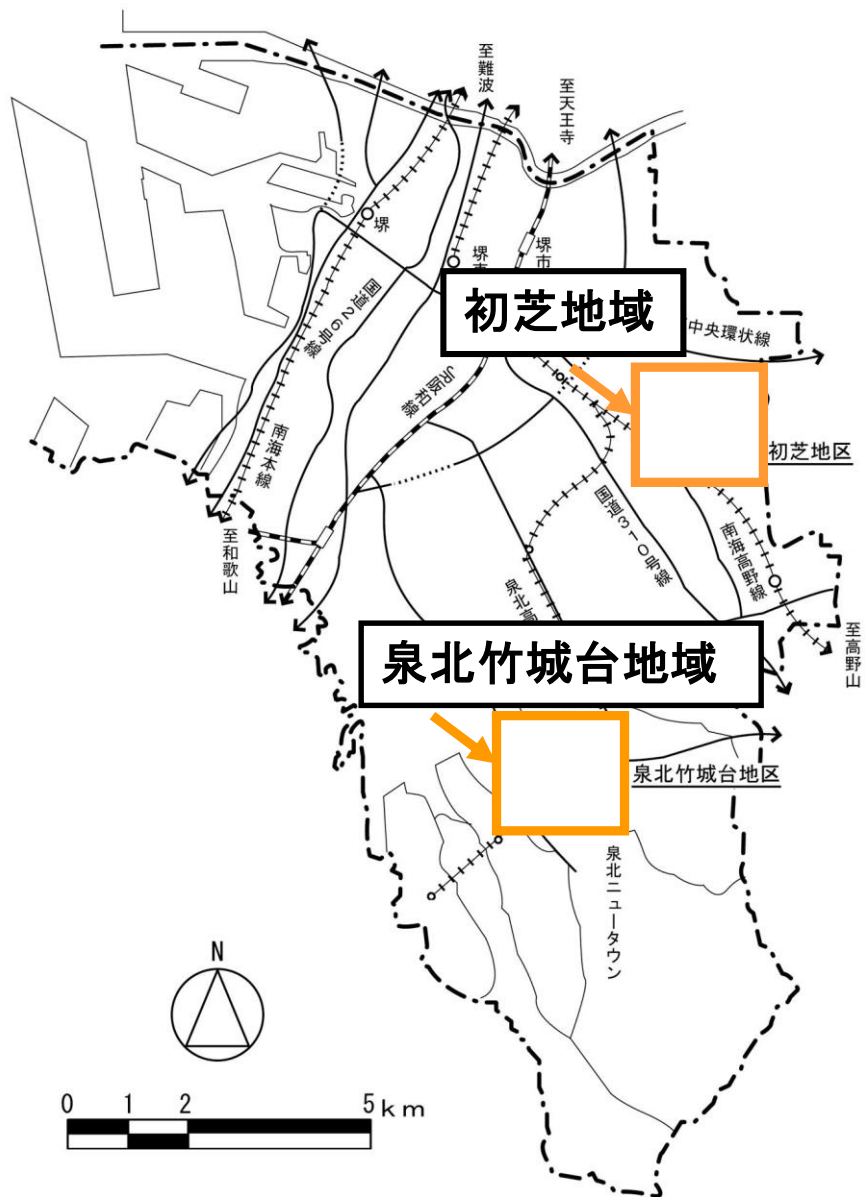 至難波
至天王寺
堺
堺市
堺市
初芝地域
中央環状線
国道26号線
JR阪和線
南海本線
初芝地区
国道310号線
南海高野線
至和歌山
泉北高
至高野山
泉北竹城台地域
泉北竹城台地区
泉北ニュータウン
N
0 1 2 5km